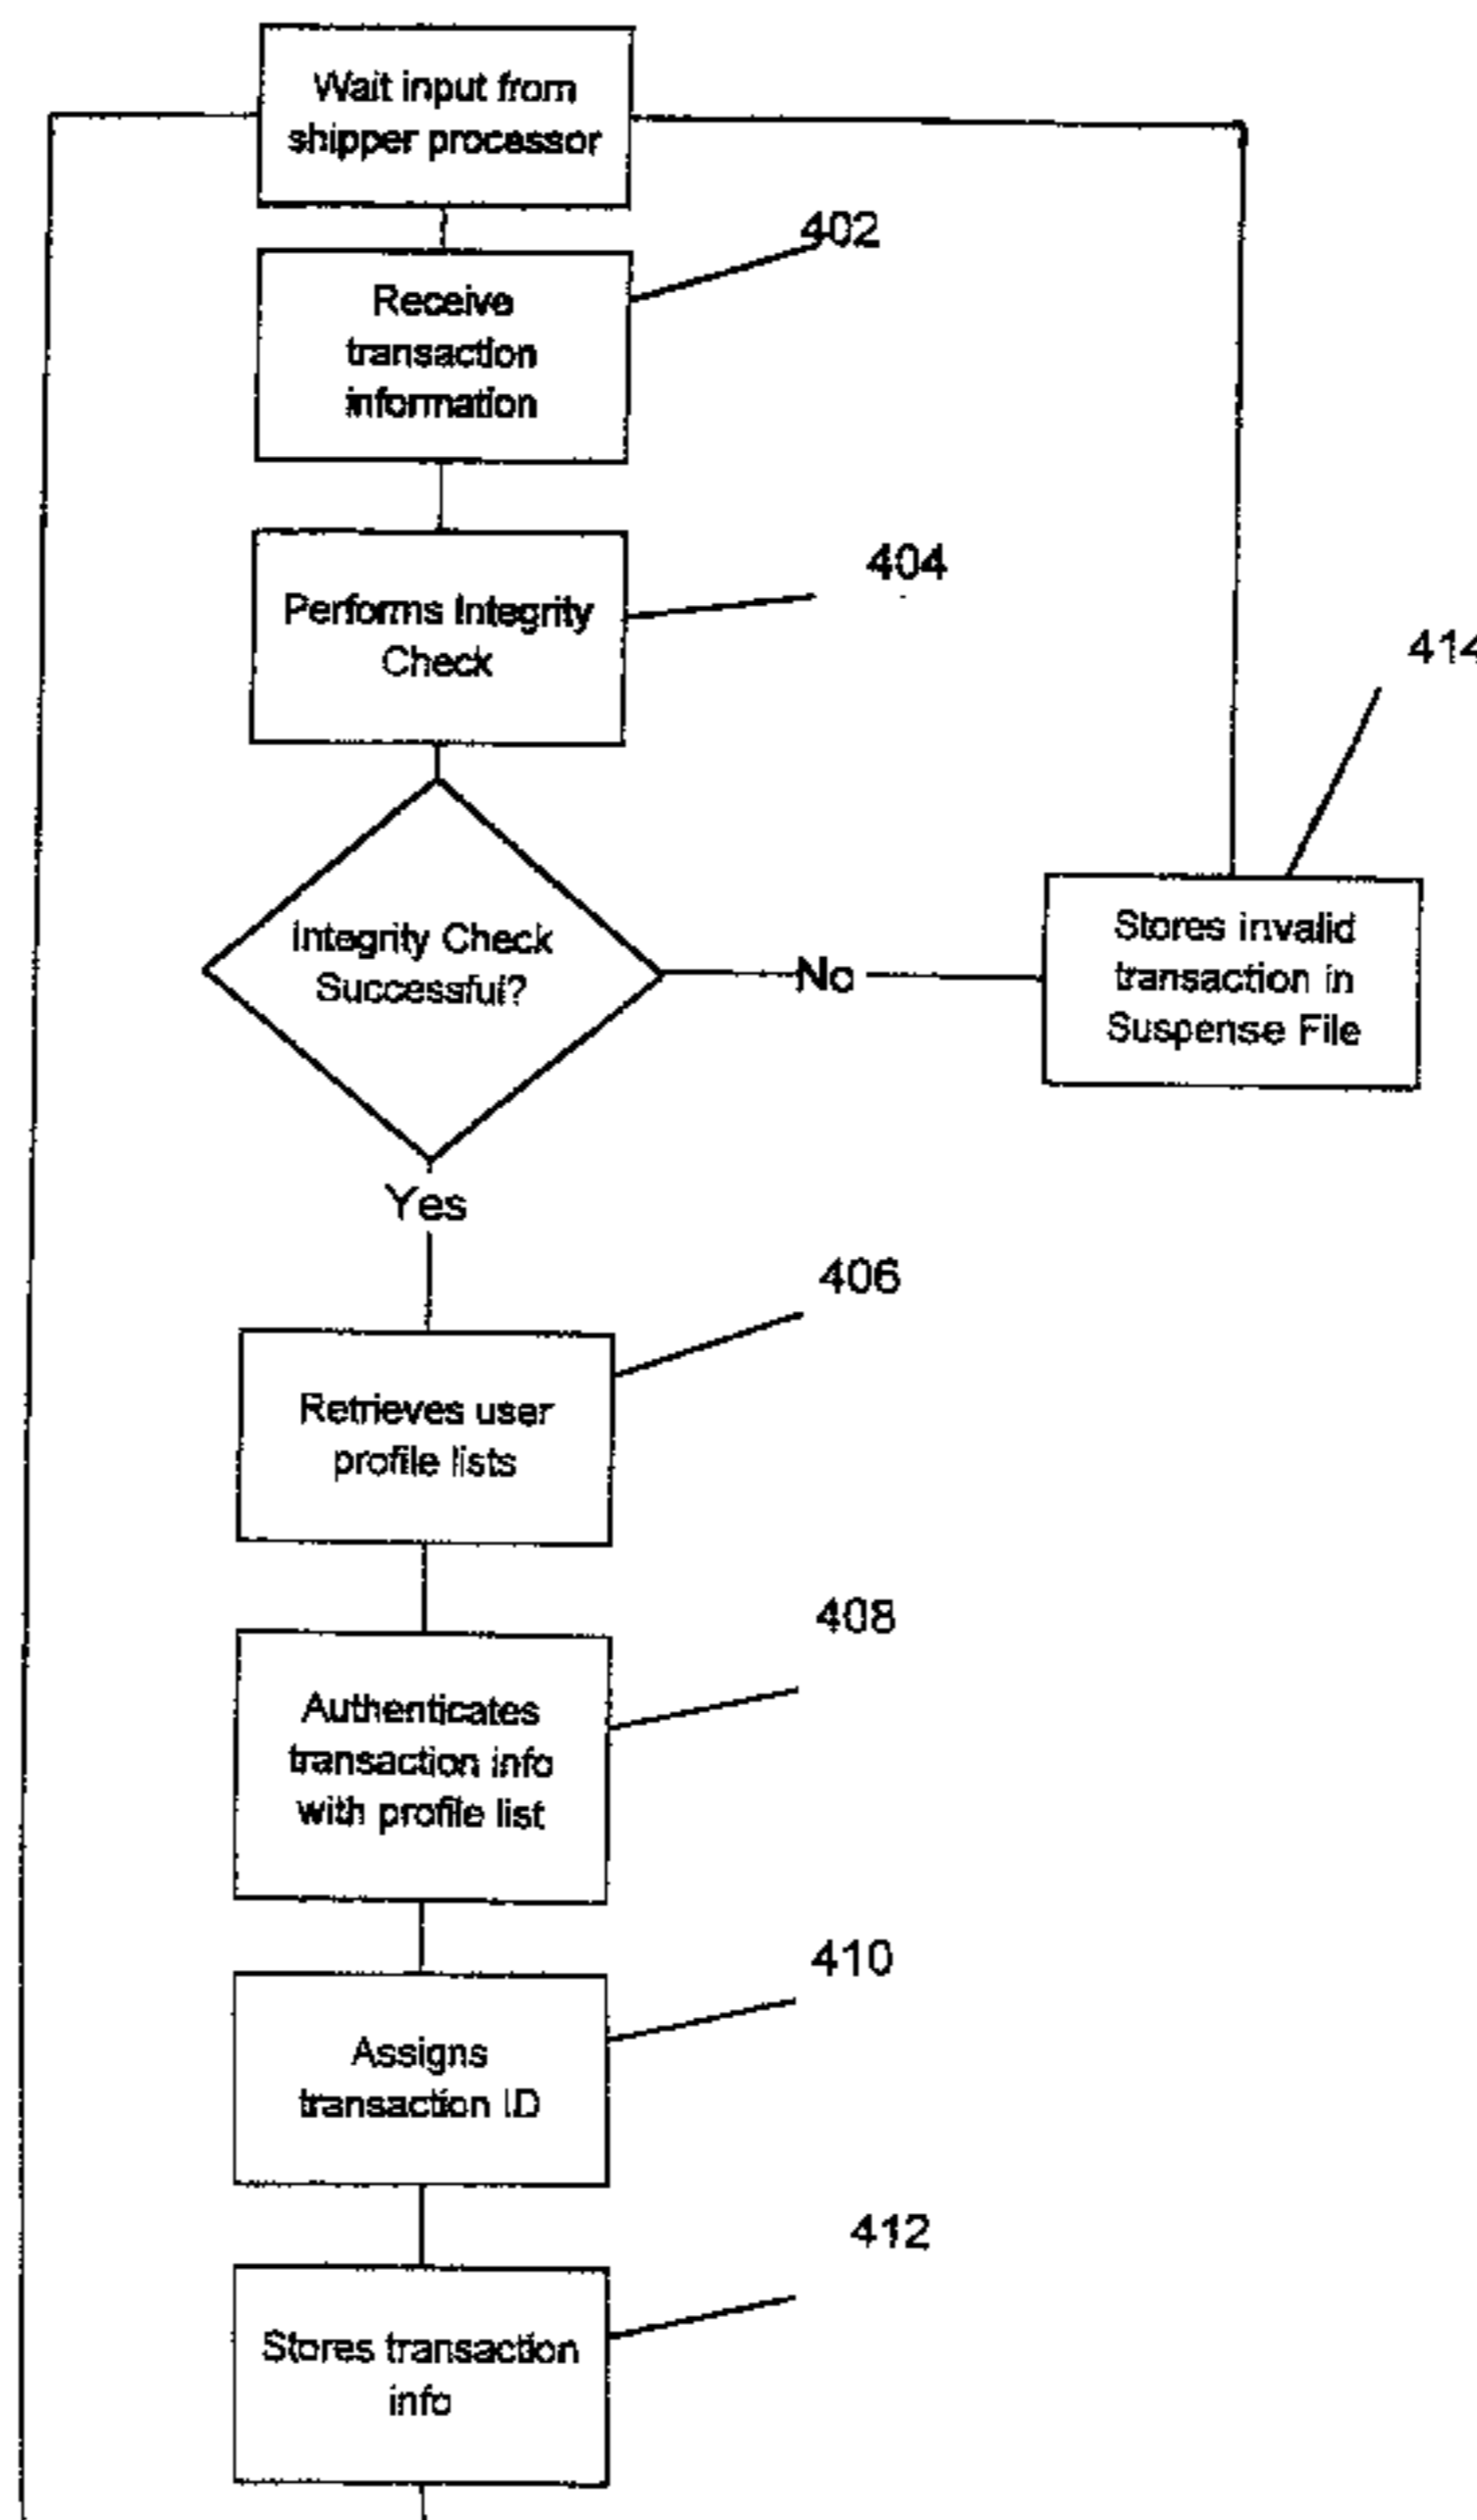 Wait input from
shipper processor
402
Receive
transaction
information
404
Performs Integrity
Check
414
Integrity Check
Successful?
No
Stores invalid
transaction in
Suspense File
Yes
406
Retrieves user
profile lists
408
Authenticates
transaction info
with profile list
410
Assigns
transaction ID
412
Stores transaction
info